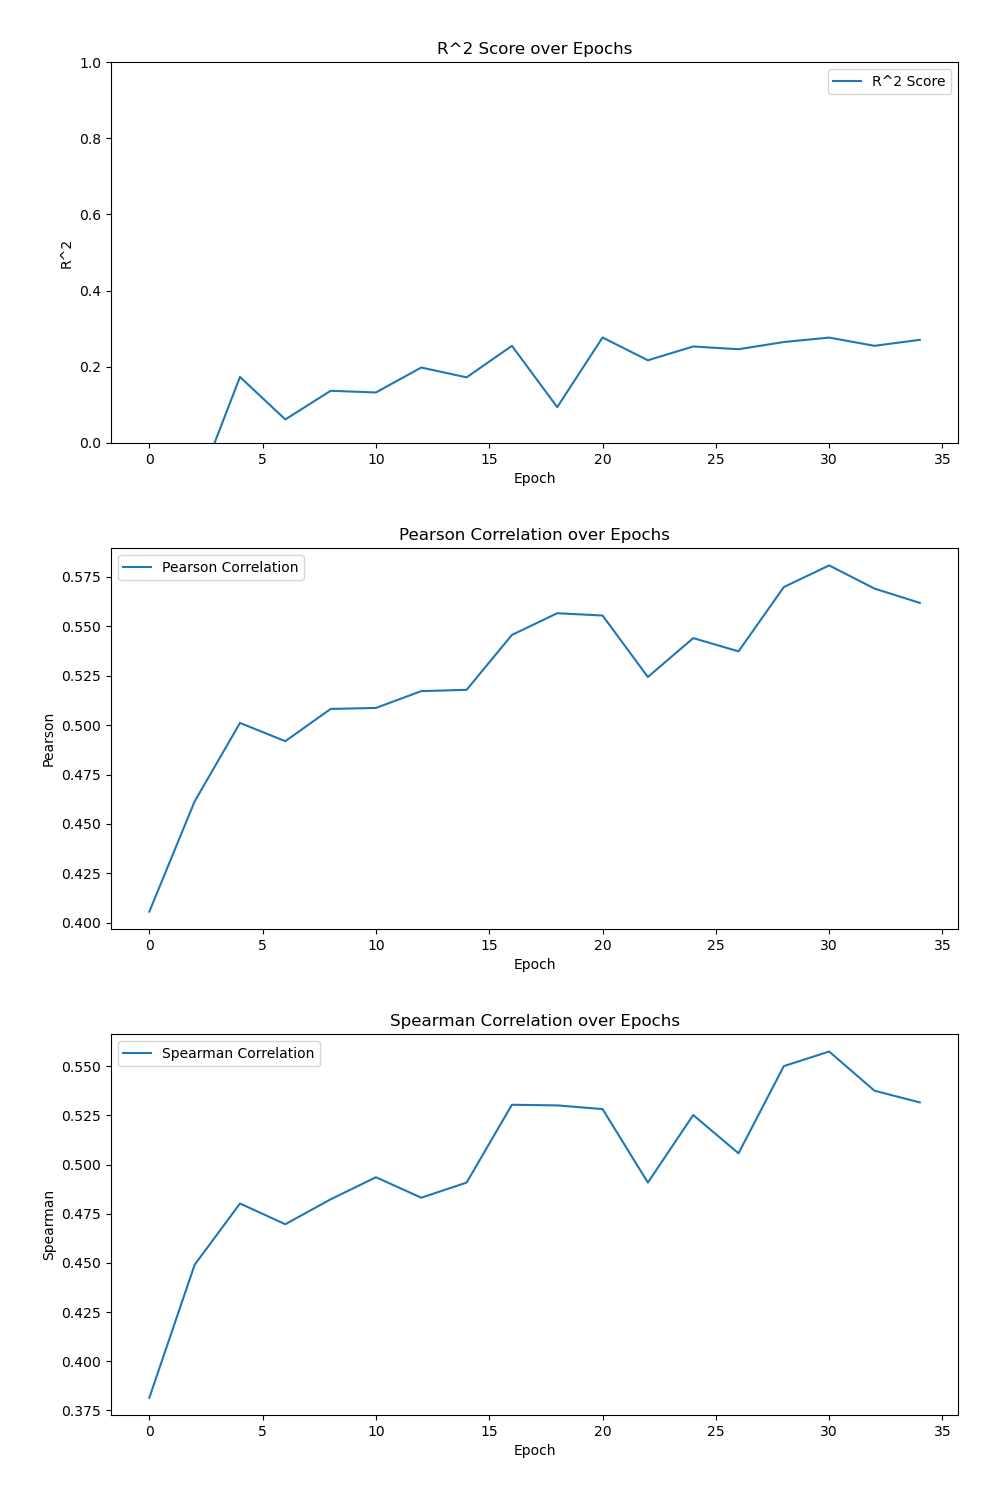 R^2 Score over Epochs
1.0
R^2 Score
0.8
0.6
R^2
0.4
0.2
0.0
0 5 10 15 20 25 30 35
Epoch
Pearson Correlation over Epochs
Pearson Correlation
0.575
0.550
0.525
0.500
Pearson
0.475
0.450
0.425
0.400
0 5 10 15 20 25 30 35
Epoch
Spearman Correlation over Epochs
Spearman Correlation
0.550
0.525
0.500
0.475
Spearman
0.450
0.425
0.400
0.375
0 5 10 15 20 25 30 35
Epoch